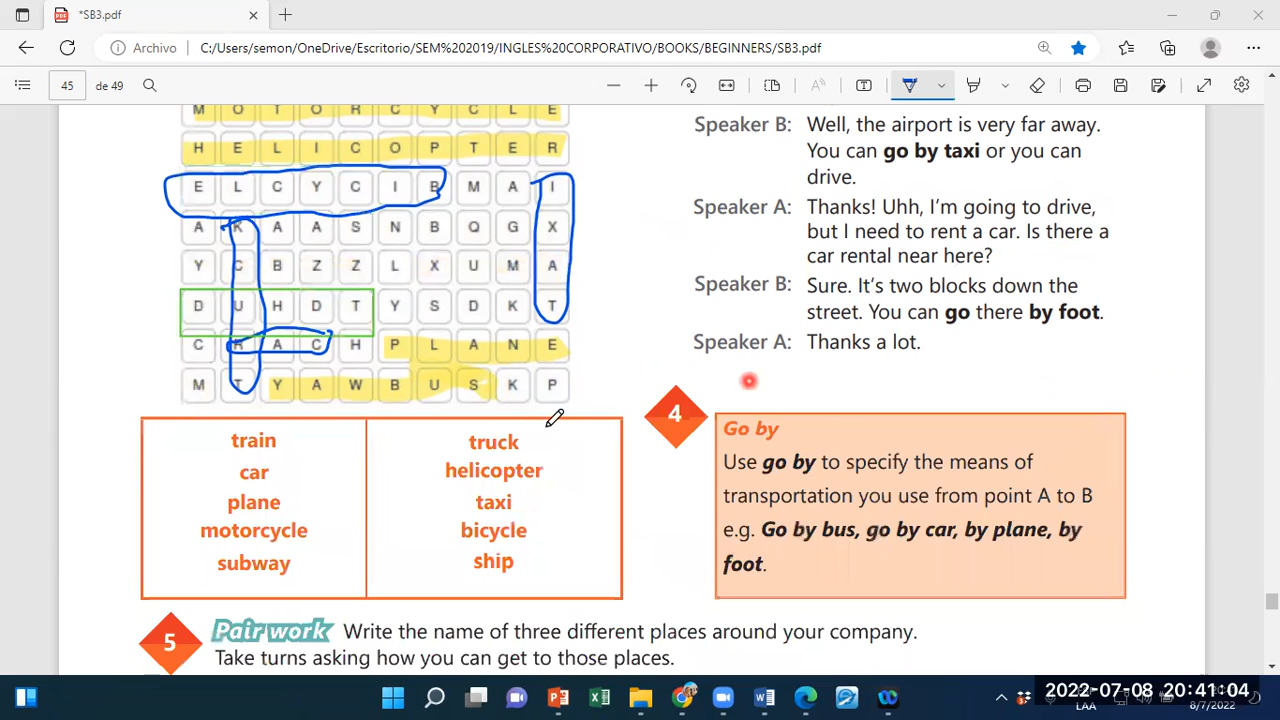 *SB3.pdf
Archivo
C:/Users/semon/OneDrive/Escritorio/SEM%202019/INGLES%20CORPORATIVO/BOOKS/BEGINNERS/SB3.pdf
45
de 49
M O T O R C Y C L E
H E L I C O P T E R
E L C Y C I B M A I
A K A A S N B Q G X
Y C B Z Z L X U M A
D U H D T Y S D K T
C R A C H P L A N E
M T Y A W B U S K P
train
car
plane
motorcycle
subway
truck
helicopter
taxi
bicycle
ship
Speaker B: Well, the airport is very far away.
You can go by taxi or you can
drive.
Speaker A: Thanks! Uhh, I'm going to drive,
but I need to rent a car. Is there a
car rental near here?
Speaker B: Sure. It's two blocks down the
street. You can go there by foot.
Speaker A: Thanks a lot.
4
Go by
Use go by to specify the means of
transportation you use from point A to B
e.g. Go by bus, go by car, by plane, by
foot.
5
Pair work Write the name of three different places around your company.
Take turns asking how you can get to those places.
LAA
2022-07-08 20:41:04
8/7/2022